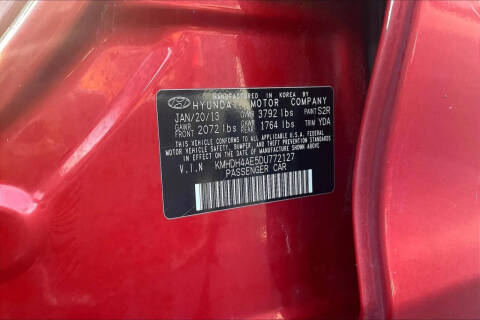 MANUFACTURED IN KOREA BY
HYUNDAI MOTOR COMPANY
JAN/20/13 GVWR 3792 lbs PAINT S2R
GAWR FRONT 2072 lbs GAWR REAR 1764 lbs TRIM YDA
THIS VEHICLE CONFORMS TO ALL APPLICABLE U.S.A. FEDERAL
MOTOR VEHICLE SAFETY, BUMPER, AND THEFT
PREVENTION STANDARDS IN EFFECT ON THE DATE OF
MANUFACTURE SHOWN ABOVE.
V.I.N KMHDH4AE5DU772127
PASSENGER CAR